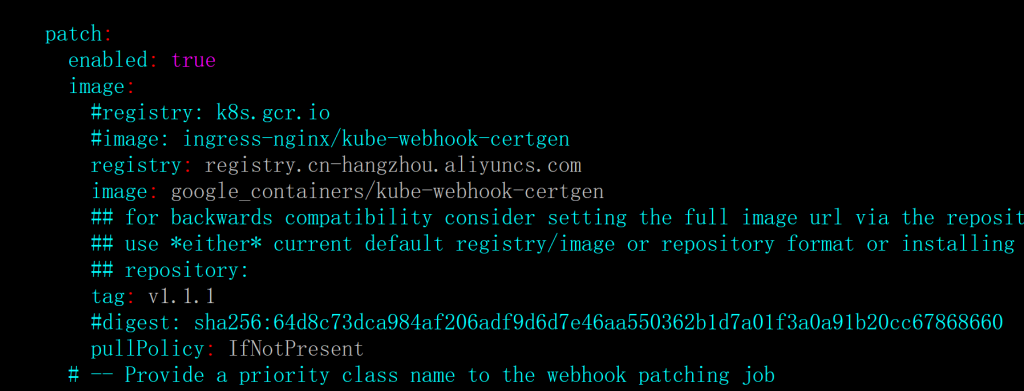 patch:
enabled: true
image:
#registry: k8s.gcr.io
#image: ingress-nginx/kube-webhook-certgen
registry: registry.cn-hangzhou.aliyuncs.com
image: google_containers/kube-webhook-certgen
## for backwards compatibility consider setting the full image url via the reposit
## use *either* current default registry/image or repository format or installing
## repository:
tag: v1.1.1
#digest: sha256:64d8c73dca984af206adf9d6d7e46aa550362b1d7a01f3a0a91b20cc67868660
pullPolicy: IfNotPresent
# -- Provide a priority class name to the webhook patching job